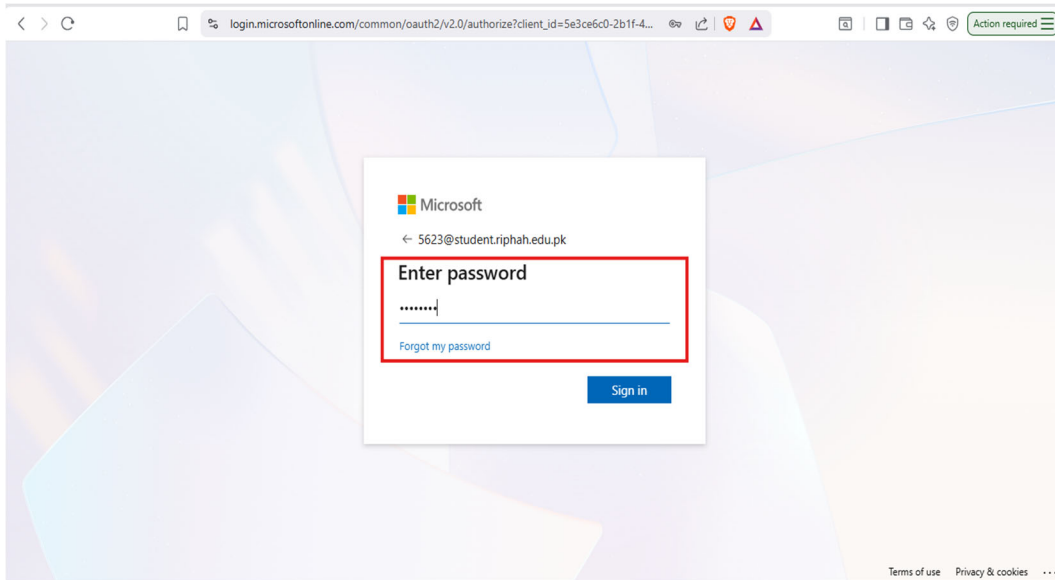 login.microsoftonline.com/common/oauth2/v2.0/authorize?client_id=5e3ce6c0-2b1f-4...
Action required
Microsoft
5623@student.riphah.edu.pk
Enter password
••••••••
Forgot my password
Sign in
Terms of use Privacy & cookies ...